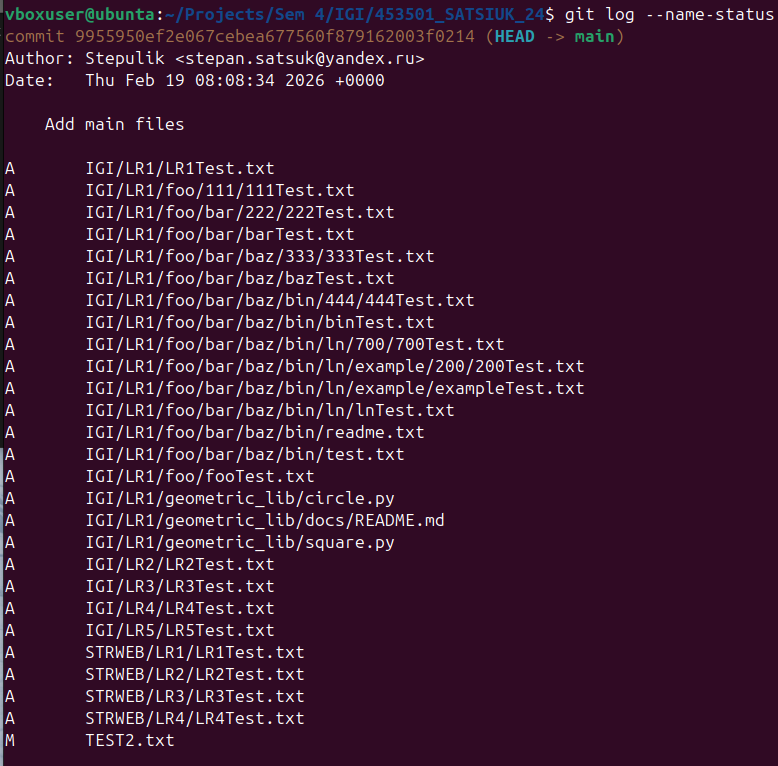 vboxuser@ubunta:~/Projects/Sem 4/IGI/453501_SATSIUK_24$ git log --name-status
commit 9955950ef2e067cebea677560f879162003f0214 (HEAD -> main)
Author: Stepulik <stepan.satsuk@yandex.ru>
Date:   Thu Feb 19 08:08:34 2026 +0000

    Add main files

A       IGI/LR1/LR1Test.txt
A       IGI/LR1/foo/111/111Test.txt
A       IGI/LR1/foo/bar/222/222Test.txt
A       IGI/LR1/foo/bar/barTest.txt
A       IGI/LR1/foo/bar/baz/333/333Test.txt
A       IGI/LR1/foo/bar/baz/bazTest.txt
A       IGI/LR1/foo/bar/baz/bin/444/444Test.txt
A       IGI/LR1/foo/bar/baz/bin/binTest.txt
A       IGI/LR1/foo/bar/baz/bin/ln/700/700Test.txt
A       IGI/LR1/foo/bar/baz/bin/ln/example/200/200Test.txt
A       IGI/LR1/foo/bar/baz/bin/ln/example/exampleTest.txt
A       IGI/LR1/foo/bar/baz/bin/ln/lnTest.txt
A       IGI/LR1/foo/bar/baz/bin/readme.txt
A       IGI/LR1/foo/bar/baz/bin/test.txt
A       IGI/LR1/foo/fooTest.txt
A       IGI/LR1/geometric_lib/circle.py
A       IGI/LR1/geometric_lib/docs/README.md
A       IGI/LR1/geometric_lib/square.py
A       IGI/LR2/LR2Test.txt
A       IGI/LR3/LR3Test.txt
A       IGI/LR4/LR4Test.txt
A       IGI/LR5/LR5Test.txt
A       STRWEB/LR1/LR1Test.txt
A       STRWEB/LR2/LR2Test.txt
A       STRWEB/LR3/LR3Test.txt
A       STRWEB/LR4/LR4Test.txt
M       TEST2.txt